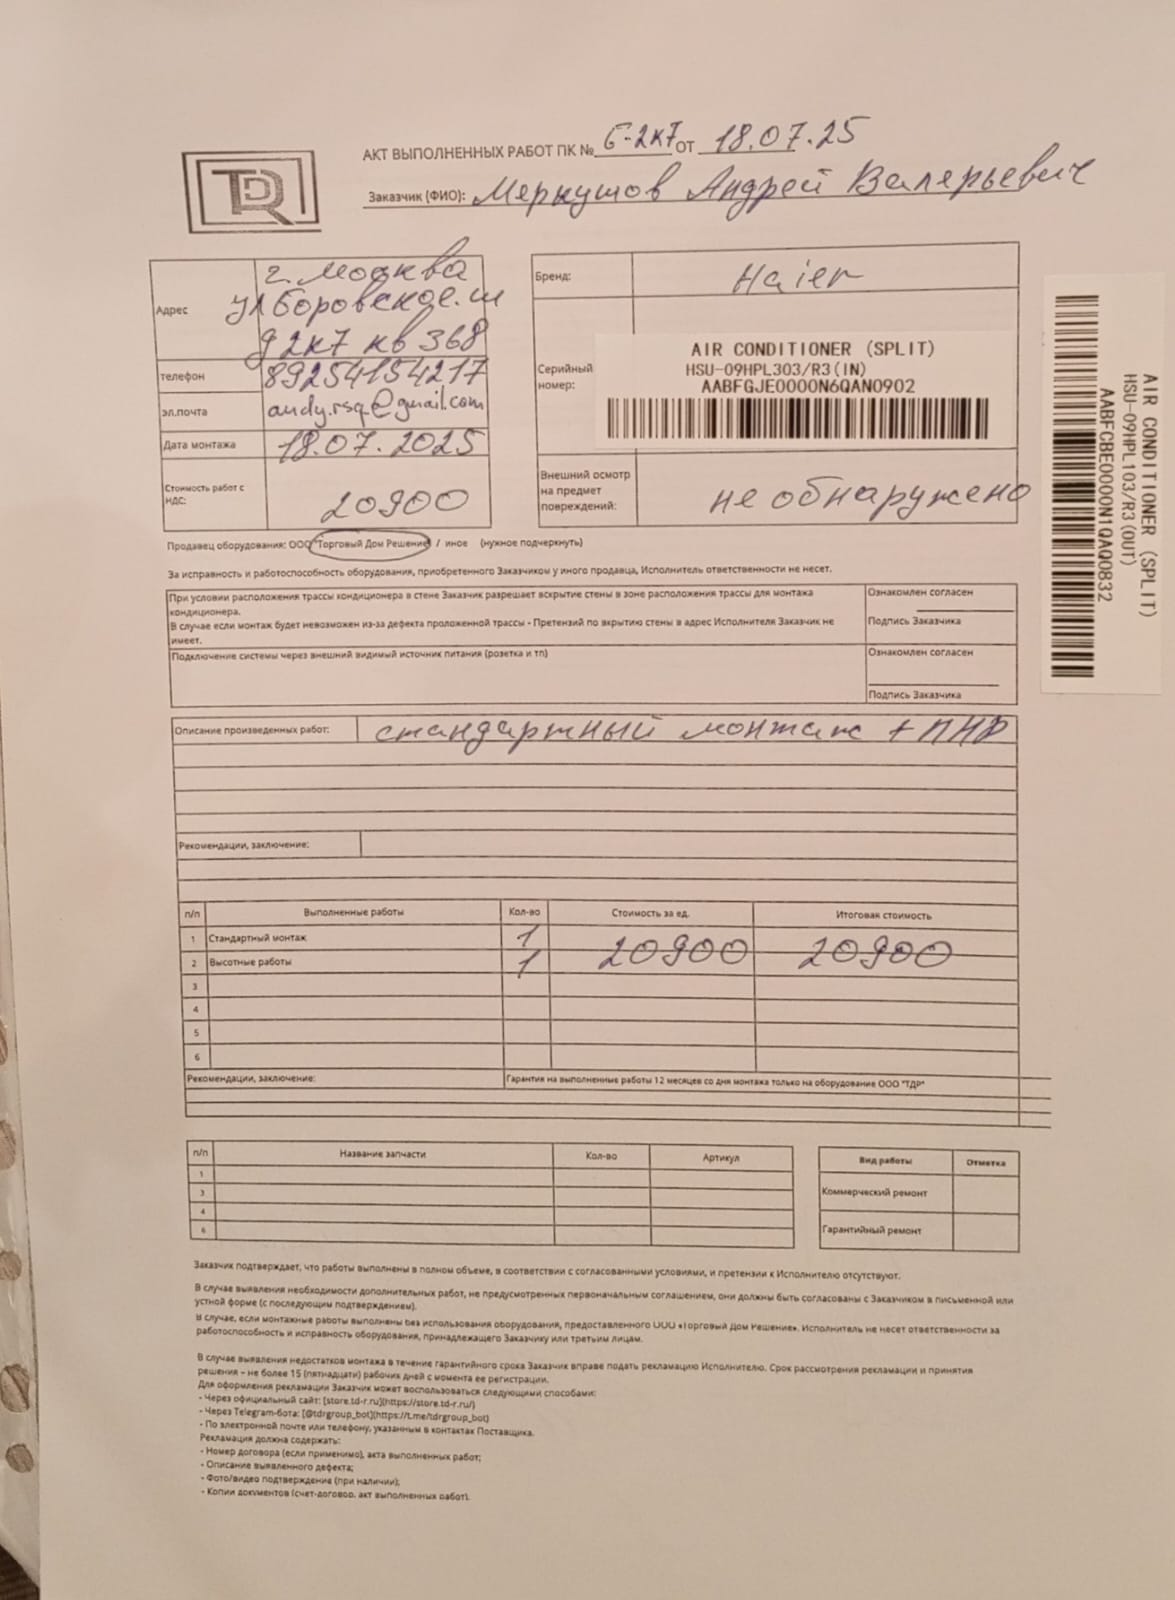 TDR
АКТ ВЫПОЛНЕННЫХ РАБОТ ПК № Б-2к7 от 18.07.25
Заказчик (ФИО): Меркушов Андрей Валерьевич
Адрес г. Москва ул Боровское.ш д 2к7 кв 368
телефон 89254154217
эл.почта andy.rsq@gmail.com
Дата монтажа 18.07.2025
Стоимость работ с НДС: 20900
Бренд: Haier
Серийный номер:
AIR CONDITIONER (SPLIT)
HSU-09HPL303/R3(IN)
AABFGJE0000N6QAN0902
Внешний осмотр на предмет повреждений: не обнаружено
AIR CONDITIONER (SPLIT)
HSU-09HPL103/R3(OUT)
AABFCBE0000N1QAQ0832
Продавец оборудования: ООО "Торговый Дом Решение" / иное (нужное подчеркнуть)
За исправность и работоспособность оборудования, приобретенного Заказчиком у иного продавца, Исполнитель ответственности не несет.
При условии расположения трассы кондиционера в стене Заказчик разрешает вскрытие стены в зоне расположения трассы для монтажа
кондиционера.
В случае если монтаж будет невозможен из-за дефекта проложенной трассы - Претензий по вкрытию стены в адрес Исполнителя Заказчик не
имеет.
Ознакомлен согласен
Подпись Заказчика
Подключение системы через внешний видимый источник питания (розетка и тп)
Ознакомлен согласен
Подпись Заказчика
Описание произведенных работ: стандартный монтаж + ПНР
Рекомендации, заключение:
п/п Выполненные работы Кол-во Стоимость за ед. Итоговая стоимость
1 Стандартный монтаж 1 20900 20900
2 Высотные работы 1
3
4
5
6
Рекомендации, заключение: Гарантия на выполненные работы 12 месяцев со дня монтажа только на оборудование ООО "ТДР"
п/п Название запчасти Кол-во Артикул
1
3
4
6
Вид работы Отметка
Коммерческий ремонт
Гарантийный ремонт
Заказчик подтверждает, что работы выполнены в полном объеме, в соответствии с согласованными условиями, и претензии к Исполнителю отсутствуют.
В случае выявления необходимости дополнительных работ, не предусмотренных первоначальным соглашением, они должны быть согласованы с Заказчиком в письменной или
устной форме (с последующим подтверждением).
В случае, если монтажные работы выполнены без использования оборудования, предоставленного ООО «Торговый Дом Решение». Исполнитель не несет ответственности за
работоспособность и исправность оборудования, принадлежащего Заказчику или третьим лицам.
В случае выявления недостатков монтажа в течение гарантийного срока Заказчик вправе подать рекламацию Исполнителю. Срок рассмотрения рекламации и принятия
решения – не более 15 (пятнадцати) рабочих дней с момента ее регистрации.
Для оформления рекламации Заказчик может воспользоваться следующими способами:
- Через официальный сайт: [store.td-r.ru](https://store.td-r.ru/)
- Через Telegram-бота: [@tdrgroup_bot](https://t.me/tdrgroup_bot)
- По электронной почте или телефону, указанным в контактах Поставщика.
Рекламация должна содержать:
- Номер договора (если применимо), акта выполненных работ;
- Описание выявленного дефекта;
- Фото/видео подтверждение (при наличии);
- Копии документов (счет-договор, акт выполненных работ).